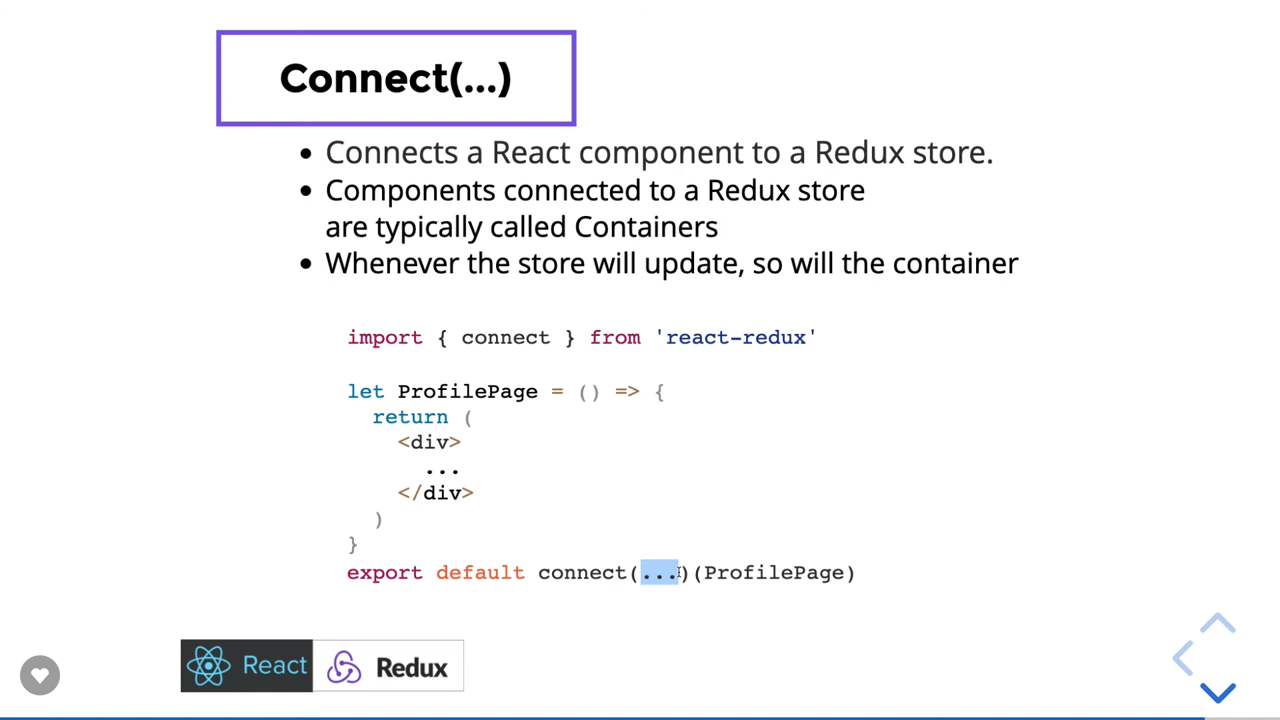 Connect(...)
• Connects a React component to a Redux store.
• Components connected to a Redux store
are typically called Containers
• Whenever the store will update, so will the container
import { connect } from 'react-redux'
let ProfilePage = () => {
return (
<div>
...
</div>
)
}
export default connect(...)(ProfilePage)
React
Redux